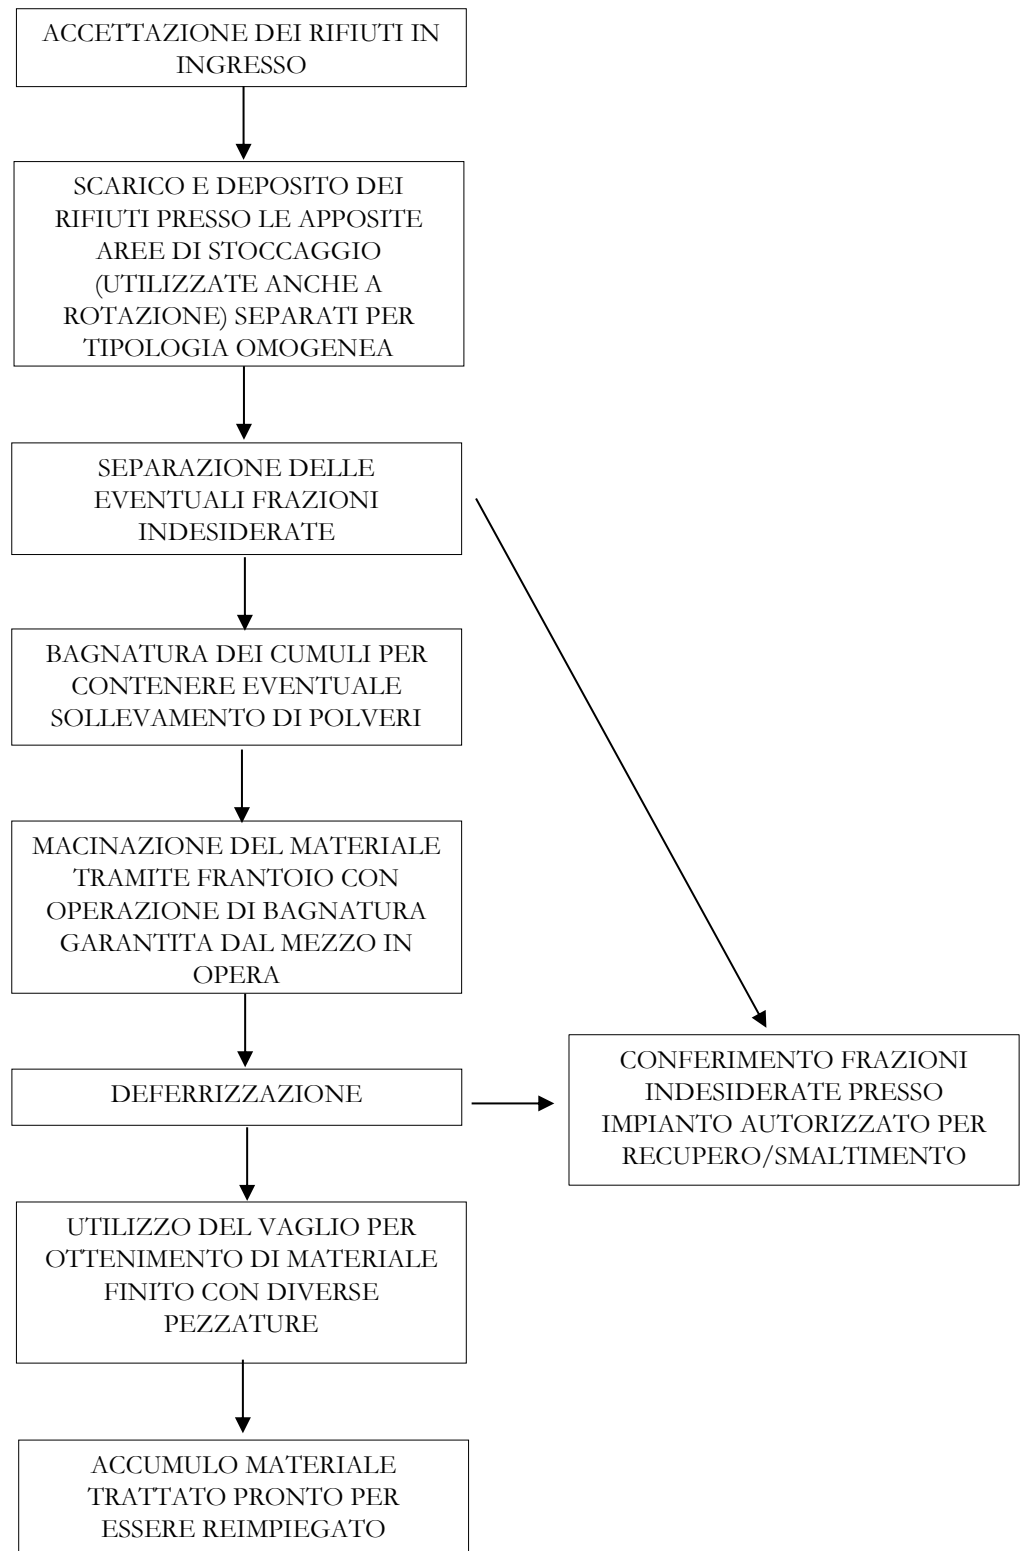 ACCETTAZIONE DEI RIFIUTI IN
INGRESSO
SCARICO E DEPOSITO DEI
RIFIUTI PRESSO LE APPOSITE
AREE DI STOCCAGGIO
(UTILIZZATE ANCHE A
ROTAZIONE) SEPARATI PER
TIPOLOGIA OMOGENEA
SEPARAZIONE DELLE
EVENTUALI FRAZIONI
INDESIDERATE
BAGNATURA DEI CUMULI PER
CONTENERE EVENTUALE
SOLLEVAMENTO DI POLVERI
MACINAZIONE DEL MATERIALE
TRAMITE FRANTOIO CON
OPERAZIONE DI BAGNATURA
GARANTITA DAL MEZZO IN
OPERA
DEFERRIZZAZIONE
CONFERIMENTO FRAZIONI
INDESIDERATE PRESSO
IMPIANTO AUTORIZZATO PER
RECUPERO/SMALTIMENTO
UTILIZZO DEL VAGLIO PER
OTTENIMENTO DI MATERIALE
FINITO CON DIVERSE
PEZZATURE
ACCUMULO MATERIALE
TRATTATO PRONTO PER
ESSERE REIMPIEGATO